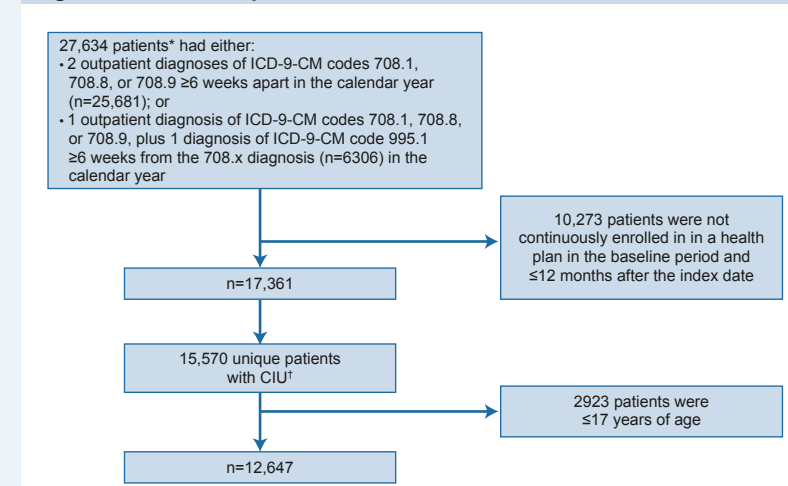 27,634 patients* had either:
• 2 outpatient diagnoses of ICD-9-CM codes 708.1,
708.8, or 708.9 ≥6 weeks apart in the calendar year
(n=25,681); or
• 1 outpatient diagnosis of ICD-9-CM codes 708.1, 708.8,
or 708.9, plus 1 diagnosis of ICD-9-CM code 995.1
≥6 weeks from the 708.x diagnosis (n=6306) in the
calendar year
10,273 patients were not
continuously enrolled in in a health
plan in the baseline period and
≤12 months after the index date
n=17,361
15,570 unique patients
with CIU†
2923 patients were
≤17 years of age
n=12,647